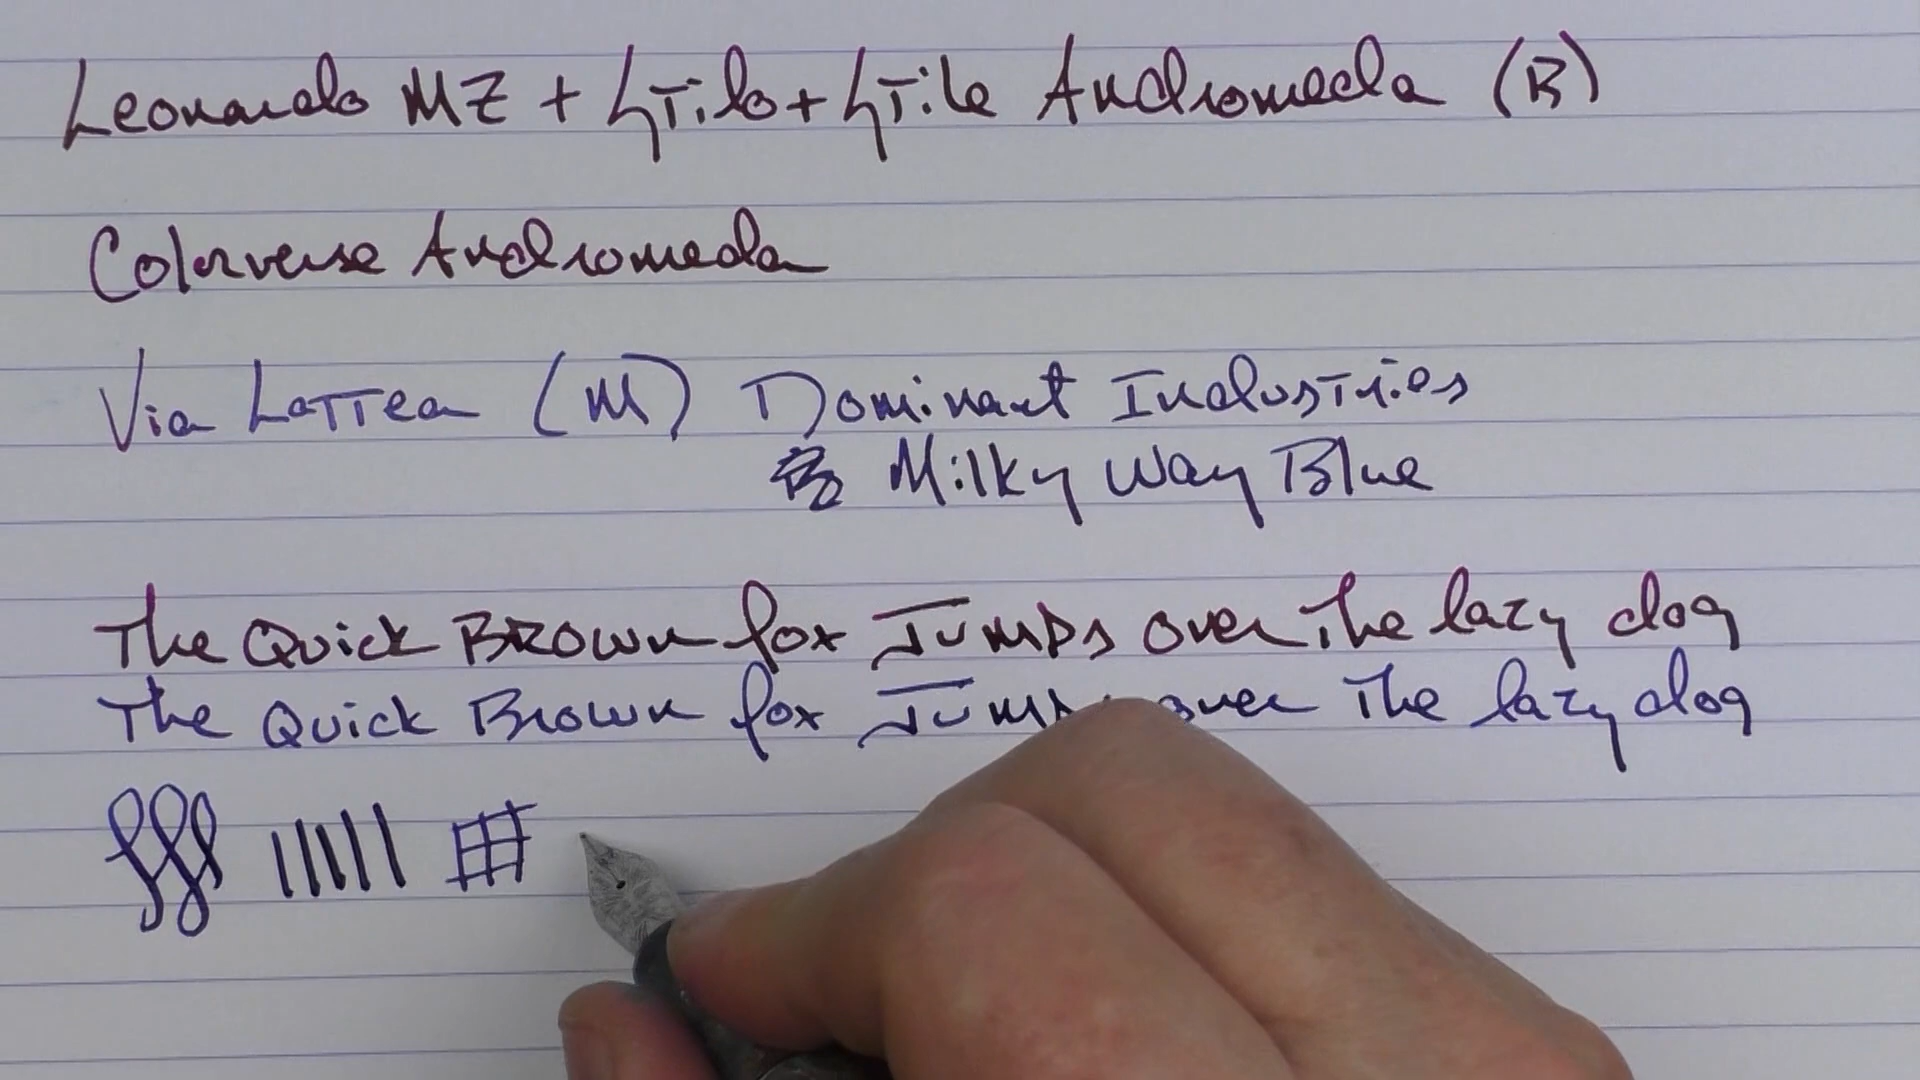 Leonardo MZ + Stilo + Stile Andromeda (B)
Colorverse Andromeda
Via Lattea (M) Dominant Industries
Milky Way Blue
The Quick BROWN fox JUMPS over The lazy dog
The Quick Brown fox JUMPS over The lazy dog